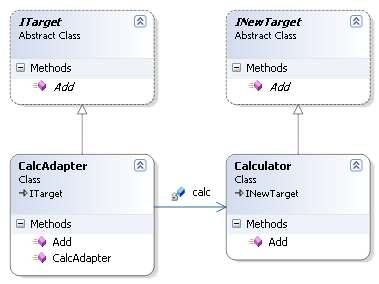 ITarget
Abstract Class
Methods
Add
INewTarget
Abstract Class
Methods
Add
CalcAdapter
Class
ITarget
Methods
Add
CalcAdapter
calc
Calculator
Class
INewTarget
Methods
Add